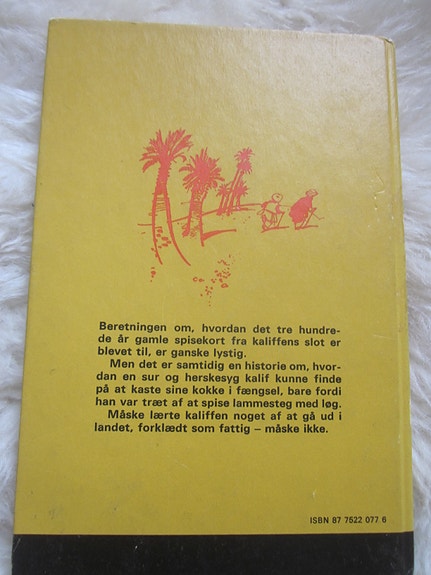 Beretningen om, hvordan det tre hundre-
de år gamle spisekort fra kaliffens slot er
blevet til, er ganske lystig.
Men det er samtidig en historie om, hvor-
dan en sur og herskesyg kalif kunne finde
på at kaste sine kokke i fængsel, bare fordi
han var træt af at spise lammesteg med løg.
Måske lærte kaliffen noget af at gå ud i
landet, forklædt som fattig – måske ikke.
ISBN 87 7522 077 6